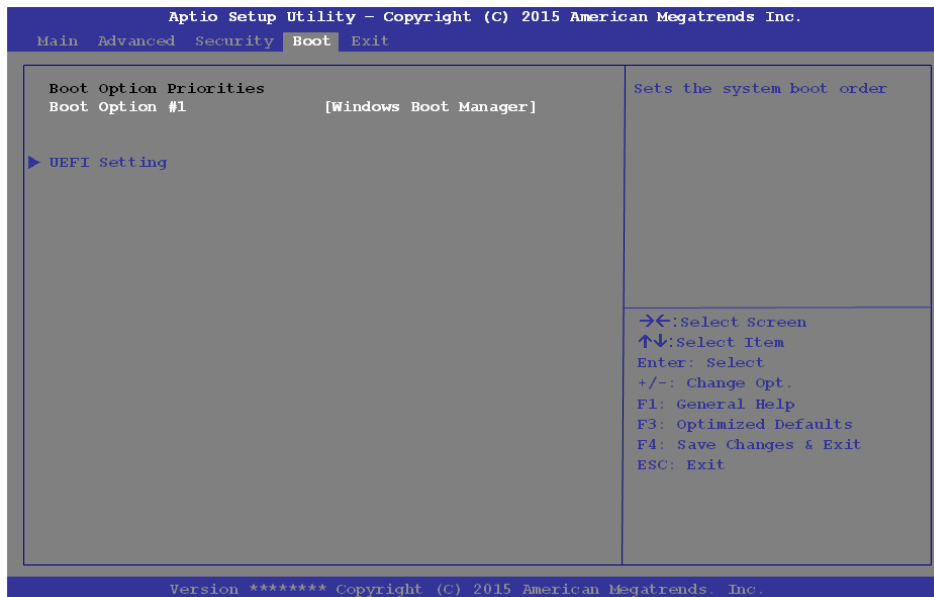 Aptio Setup Utility – Copyright (C) 2015 American Megatrends Inc.
Main Advanced Security Boot Exit
Boot Option Priorities
Boot Option #1 [Windows Boot Manager]
▶ UEFI Setting
Sets the system boot order
→←:Select Screen
↑↓:Select Item
Enter: Select
+/-: Change Opt.
F1: General Help
F3: Optimized Defaults
F4: Save Changes & Exit
ESC: Exit
Version ******** Copyright (C) 2015 American Megatrends. Inc.